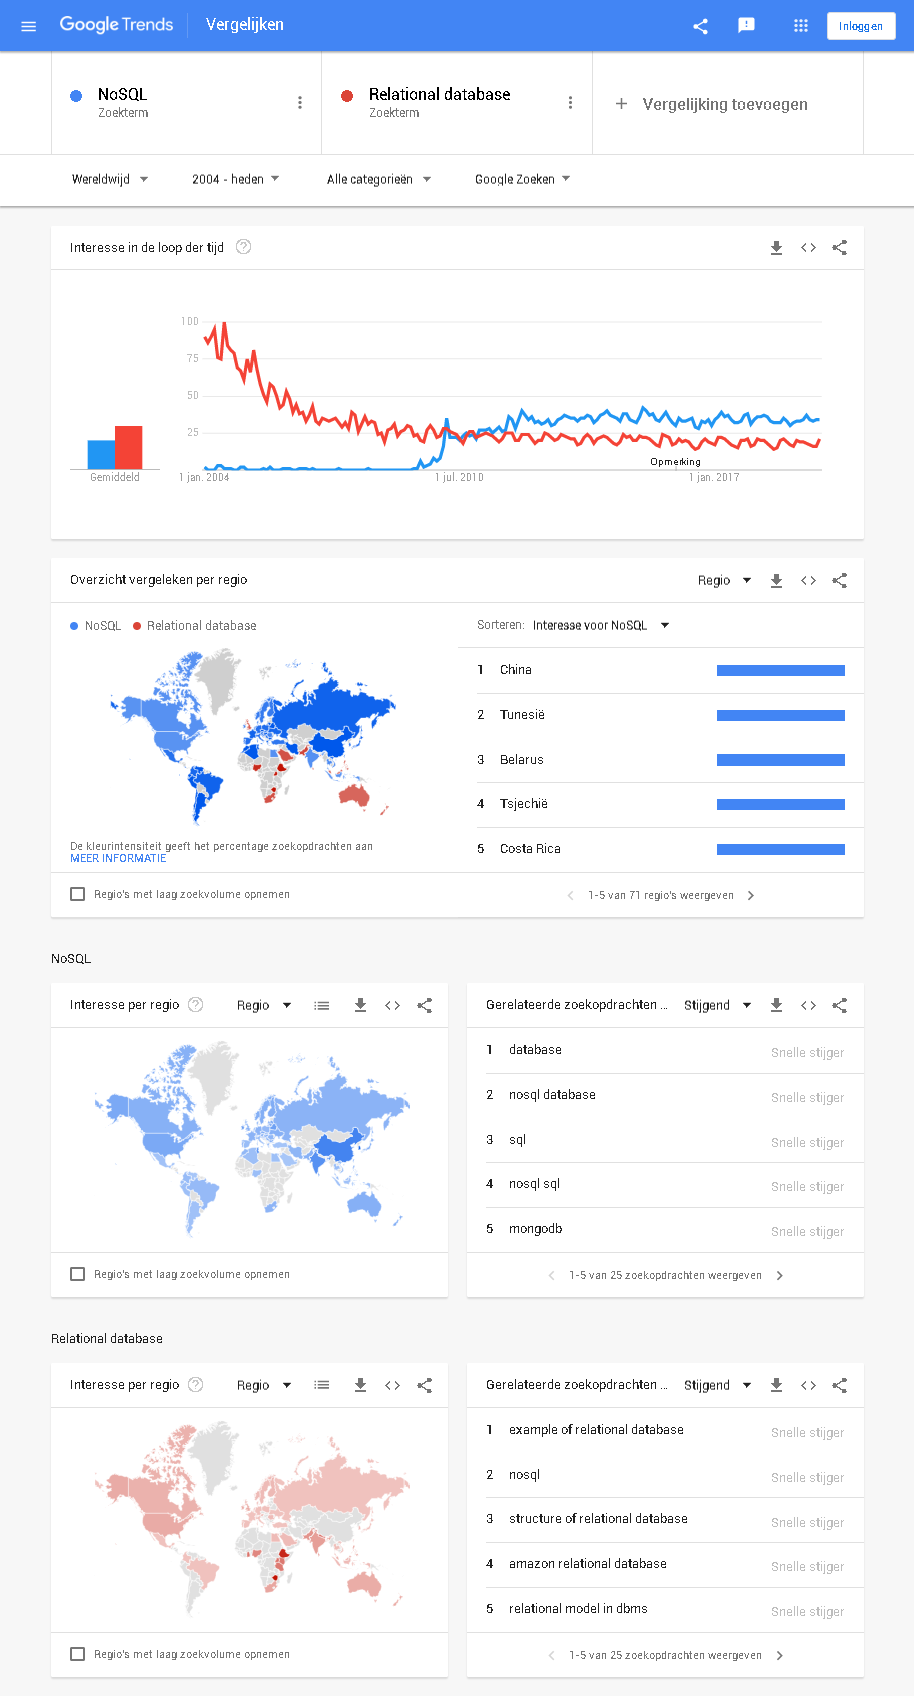 Google Trends
Vergelijken
Inloggen
NoSQL
Zoekterm
Relational database
Zoekterm
+ Vergelijking toevoegen
Wereldwijd
2004 - heden
Alle categorieën
Google Zoeken
Interesse in de loop der tijd
100
75
50
25
Opmerking
Gemiddeld
1 jan. 2004
1 jul. 2010
1 jan. 2017
Overzicht vergeleken per regio
Regio
NoSQL
Relational database
Sorteren: Interesse voor NoSQL
1 China
2 Tunesië
3 Belarus
4 Tsjechië
5 Costa Rica
De kleurintensiteit geeft het percentage zoekopdrachten aan
MEER INFORMATIE
Regio's met laag zoekvolume opnemen
1-5 van 71 regio's weergeven
NoSQL
Interesse per regio
Regio
Regio's met laag zoekvolume opnemen
Gerelateerde zoekopdrachten ...
Stijgend
1 database Snelle stijger
2 nosql database Snelle stijger
3 sql Snelle stijger
4 nosql sql Snelle stijger
5 mongodb Snelle stijger
1-5 van 25 zoekopdrachten weergeven
Relational database
Interesse per regio
Regio
Regio's met laag zoekvolume opnemen
Gerelateerde zoekopdrachten ...
Stijgend
1 example of relational database Snelle stijger
2 nosql Snelle stijger
3 structure of relational database Snelle stijger
4 amazon relational database Snelle stijger
5 relational model in dbms Snelle stijger
1-5 van 25 zoekopdrachten weergeven